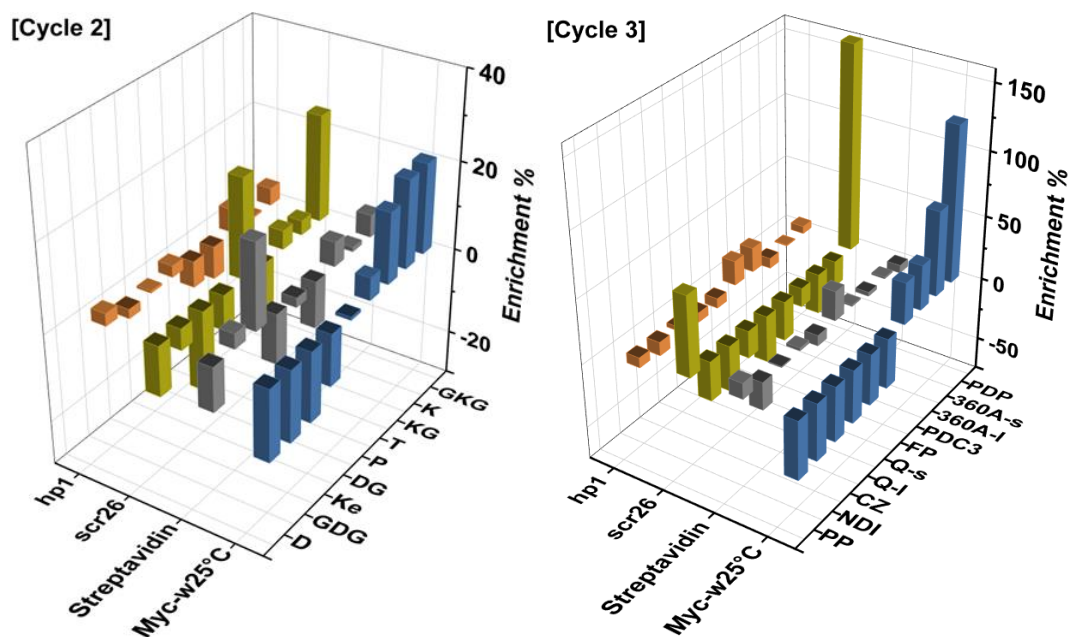 [Cycle 2]
40
20
0
-20
Enrichment %
GKG
K
KG
T
P
DG
Ke
GDG
D
hp1
scr26
Streptavidin
Myc-w25°C
[Cycle 3]
150
100
50
0
-50
Enrichment %
PDP
360A-s
360A-l
PDC3
FP
Q-s
Q-l
CZ
NDI
PP
hp1
scr26
Streptavidin
Myc-w25°C